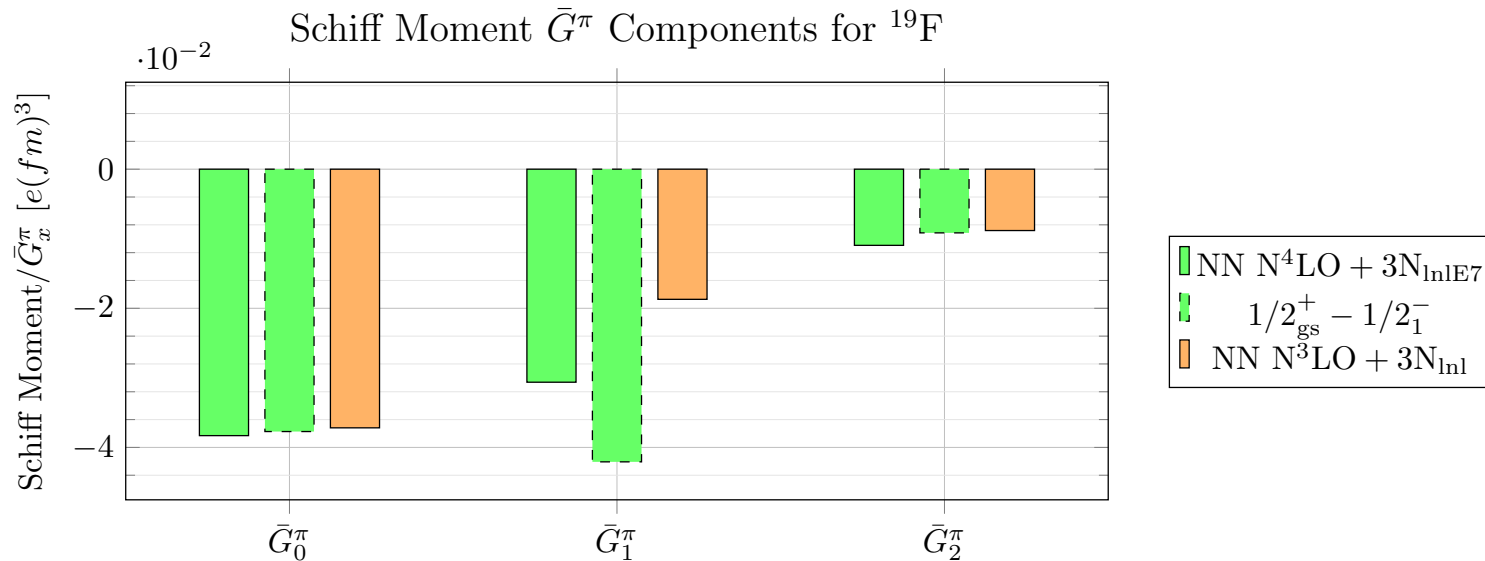 Schiff Moment Ḡ^π Components for ¹⁹F
·10⁻²
Schiff Moment/Ḡ^π_x [e(fm)³]
0
−2
−4
Ḡ^π_0 Ḡ^π_1 Ḡ^π_2
NN N⁴LO + 3N_lnlE7
1/2⁺_gs − 1/2⁻_1
NN N³LO + 3N_lnl